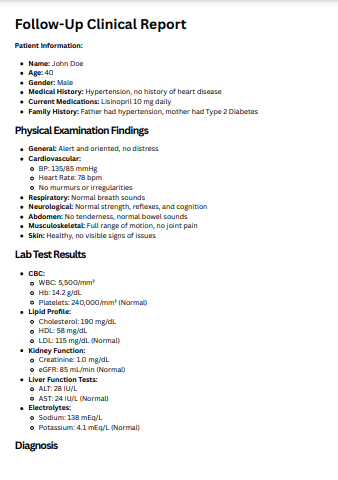 Follow-Up Clinical Report
Patient Information:
Name: John Doe
Age: 40
Gender: Male
Medical History: Hypertension, no history of heart disease
Current Medications: Lisinopril 10 mg daily
Family History: Father had hypertension, mother had Type 2 Diabetes
Physical Examination Findings
General: Alert and oriented, no distress
Cardiovascular:
BP: 135/85 mmHg
Heart Rate: 78 bpm
No murmurs or irregularities
Respiratory: Normal breath sounds
Neurological: Normal strength, reflexes, and cognition
Abdomen: No tenderness, normal bowel sounds
Musculoskeletal: Full range of motion, no joint pain
Skin: Healthy, no visible signs of issues
Lab Test Results
CBC:
WBC: 5,500/mm³
Hb: 14.2 g/dL
Platelets: 240,000/mm³ (Normal)
Lipid Profile:
Cholesterol: 190 mg/dL
HDL: 58 mg/dL
LDL: 115 mg/dL (Normal)
Kidney Function:
Creatinine: 1.0 mg/dL
eGFR: 85 mL/min (Normal)
Liver Function Tests:
ALT: 28 IU/L
AST: 24 IU/L (Normal)
Electrolytes:
Sodium: 138 mEq/L
Potassium: 4.1 mEq/L (Normal)
Diagnosis